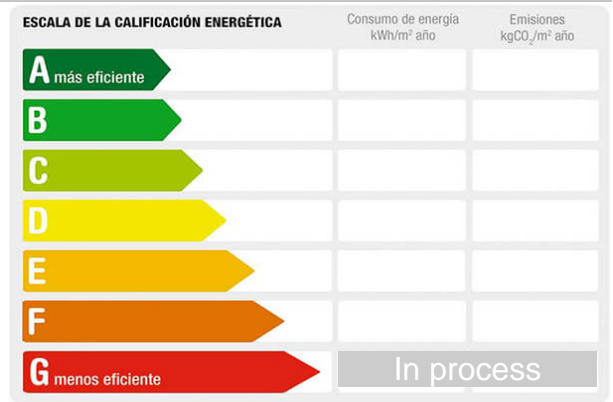 ESCALA DE LA CALIFICACIÓN ENERGÉTICA
Consumo de energía
kWh/m² año
Emisiones
kgCO₂/m² año
A más eficiente
B
C
D
E
F
G menos eficiente
In process